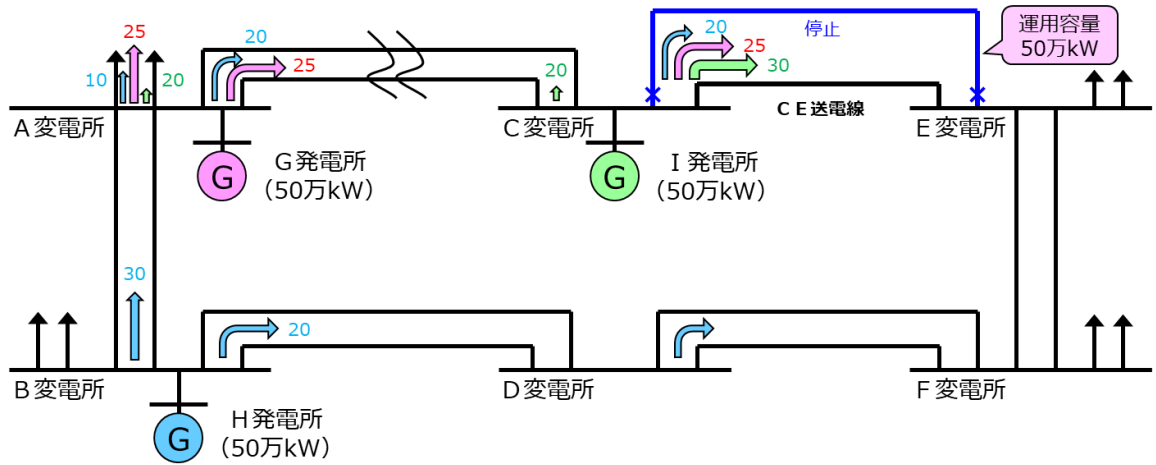 停止
運用容量
50万kW
25
20
10
20
25
20
20
25
30
ＣＥ送電線
Ａ変電所
Ｃ変電所
Ｅ変電所
G
Ｇ発電所
（50万kW）
G
Ｉ発電所
（50万kW）
30
20
Ｂ変電所
Ｄ変電所
Ｆ変電所
G
Ｈ発電所
（50万kW）